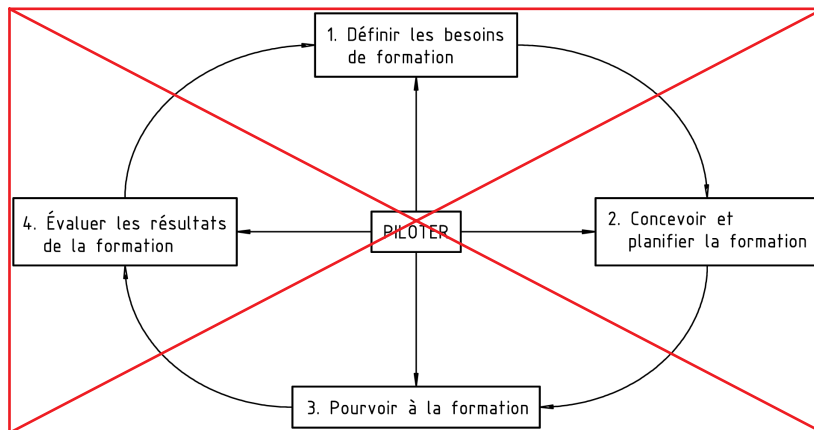 1. Définir les besoins
de formation
4. Évaluer les résultats
de la formation
PILOTER
2. Concevoir et
planifier la formation
3. Pourvoir à la formation